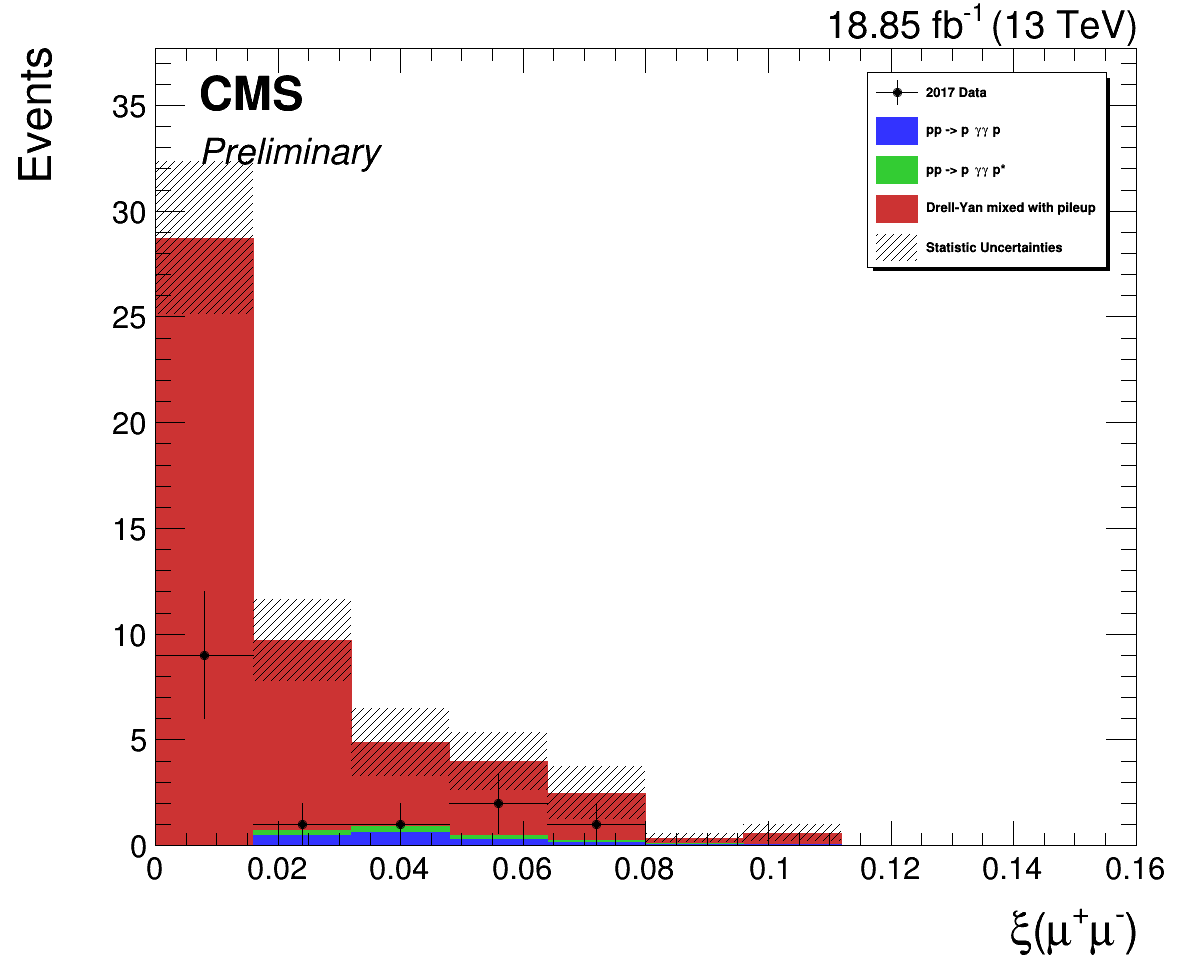 18.85 fb⁻¹ (13 TeV)
Events
CMS
Preliminary
2017 Data
pp -> p γγ p
pp -> p γγ p*
Drell-Yan mixed with pileup
Statistic Uncertainties
35
30
25
20
15
10
5
0
0 0.02 0.04 0.06 0.08 0.1 0.12 0.14 0.16
ξ(μ⁺μ⁻)